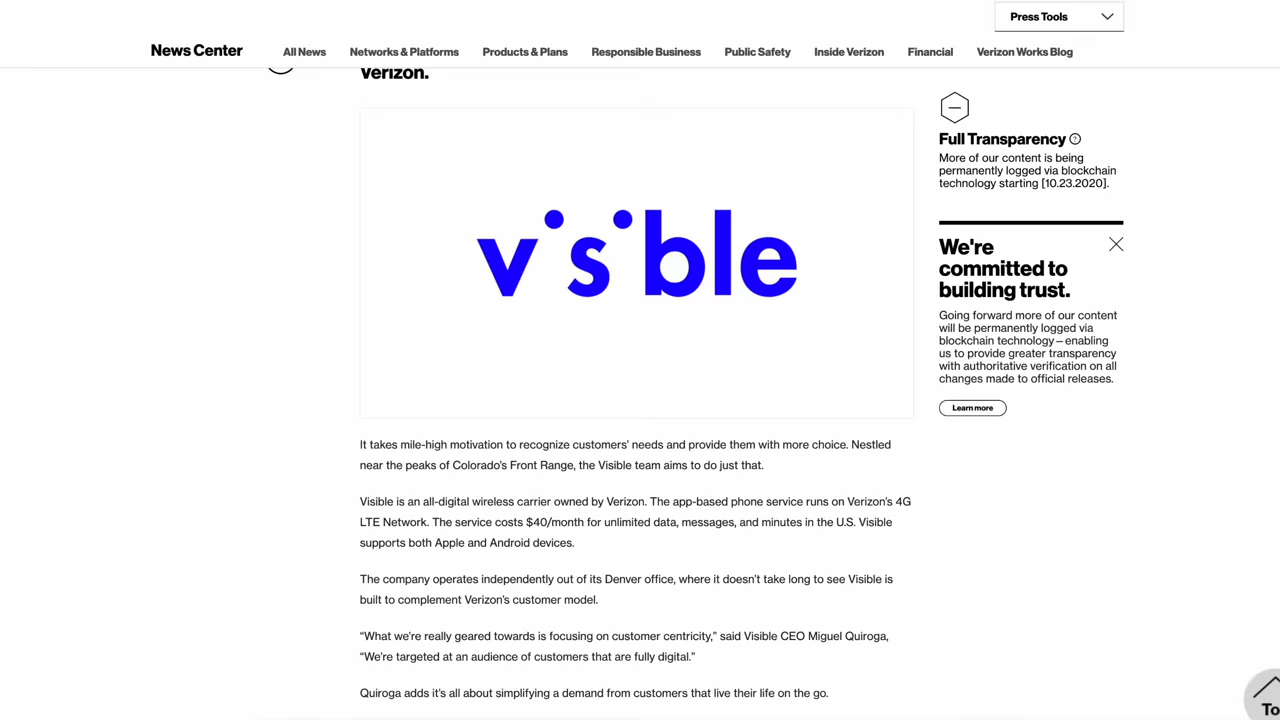 Press Tools
News Center
All News
Networks & Platforms
Products & Plans
Responsible Business
Public Safety
Inside Verizon
Financial
Verizon Works Blog
Verizon.
visible
It takes mile-high motivation to recognize customers’ needs and provide them with more choice. Nestled
near the peaks of Colorado’s Front Range, the Visible team aims to do just that.
Visible is an all-digital wireless carrier owned by Verizon. The app-based phone service runs on Verizon’s 4G
LTE Network. The service costs $40/month for unlimited data, messages, and minutes in the U.S. Visible
supports both Apple and Android devices.
The company operates independently out of its Denver office, where it doesn’t take long to see Visible is
built to complement Verizon’s customer model.
“What we’re really geared towards is focusing on customer centricity,” said Visible CEO Miguel Quiroga,
“We’re targeted at an audience of customers that are fully digital.”
Quiroga adds it’s all about simplifying a demand from customers that live their life on the go.
Full Transparency ?
More of our content is being
permanently logged via blockchain
technology starting [10.23.2020].
We're
committed to
building trust.
Going forward more of our content
will be permanently logged via
blockchain technology—enabling
us to provide greater transparency
with authoritative verification on all
changes made to official releases.
Learn more
To